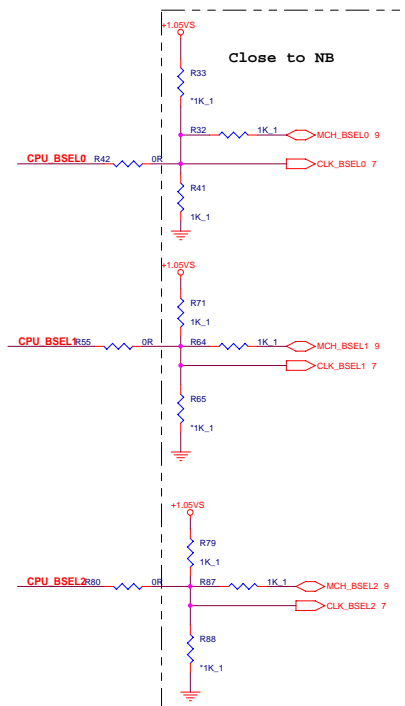 +1.05VS
Close to NB
R33
*1K_1
R32 1K_1 MCH_BSEL0 9
CPU_BSEL0 R42 0R CLK_BSEL0 7
R41
1K_1
+1.05VS
R71
1K_1
CPU_BSEL1 R55 0R R64 1K_1 MCH_BSEL1 9
CLK_BSEL1 7
R65
*1K_1
+1.05VS
R79
1K_1
CPU_BSEL2 R80 0R R87 1K_1 MCH_BSEL2 9
CLK_BSEL2 7
R88
*1K_1